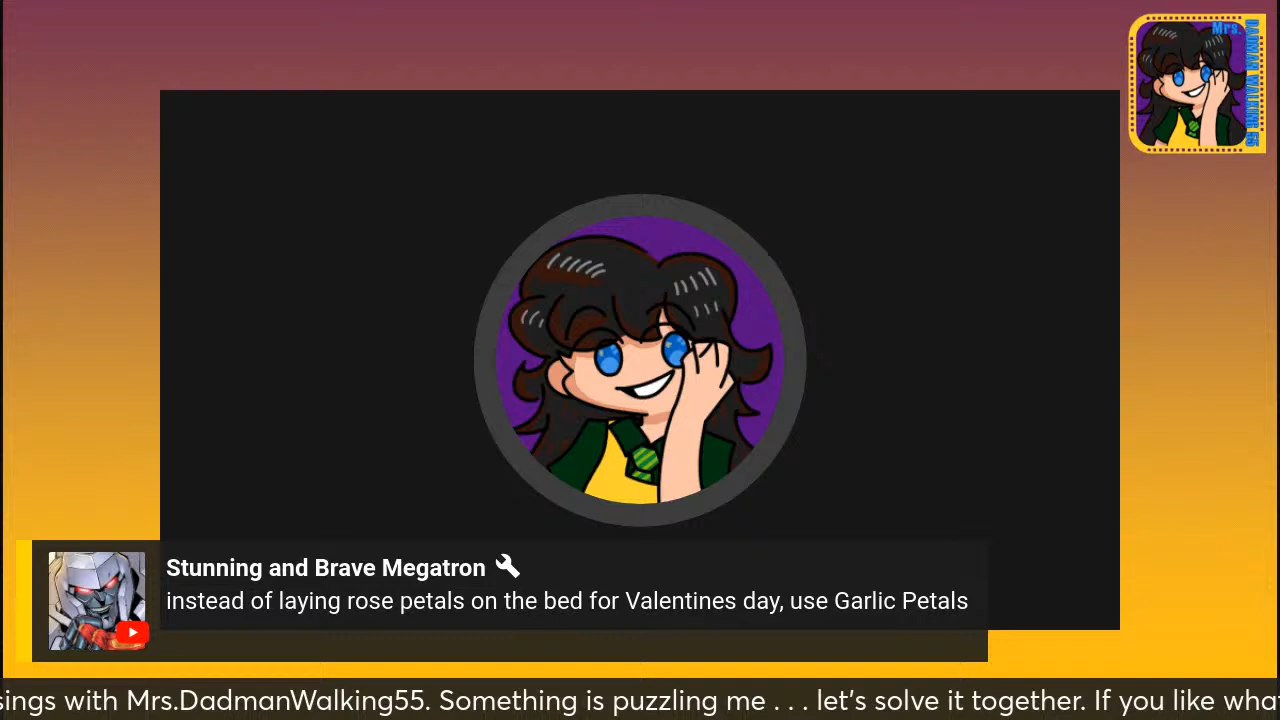 Mrs.
DADMAN WALKING 55
Stunning and Brave Megatron
instead of laying rose petals on the bed for Valentines day, use Garlic Petals
sings with Mrs.DadmanWalking55. Something is puzzling me . . . let's solve it together. If you like wha